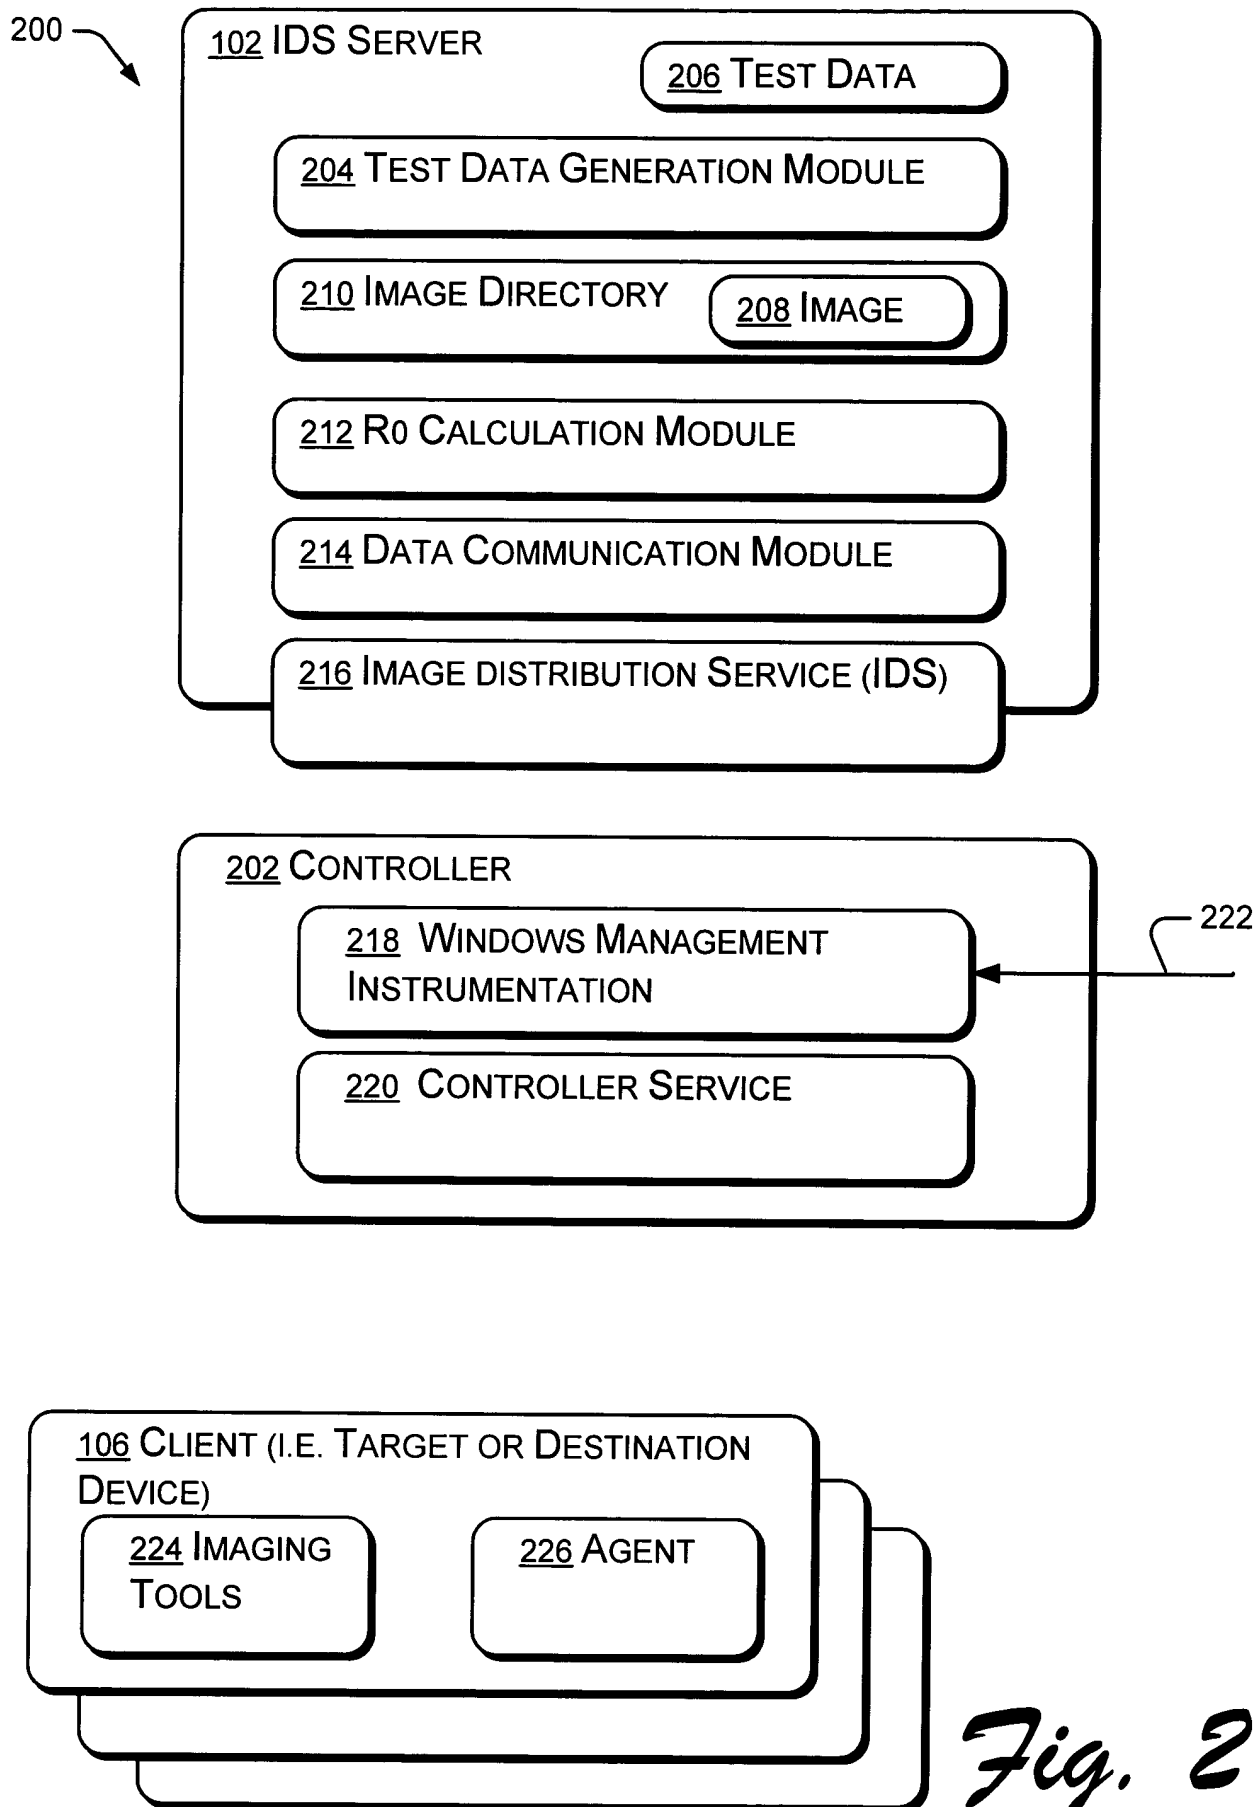 200
102 IDS SERVER
206 TEST DATA
204 TEST DATA GENERATION MODULE
210 IMAGE DIRECTORY
208 IMAGE
212 R0 CALCULATION MODULE
214 DATA COMMUNICATION MODULE
216 IMAGE DISTRIBUTION SERVICE (IDS)
202 CONTROLLER
218 WINDOWS MANAGEMENT
INSTRUMENTATION
222
220 CONTROLLER SERVICE
106 CLIENT (I.E. TARGET OR DESTINATION
DEVICE)
224 IMAGING
TOOLS
226 AGENT
Fig. 2